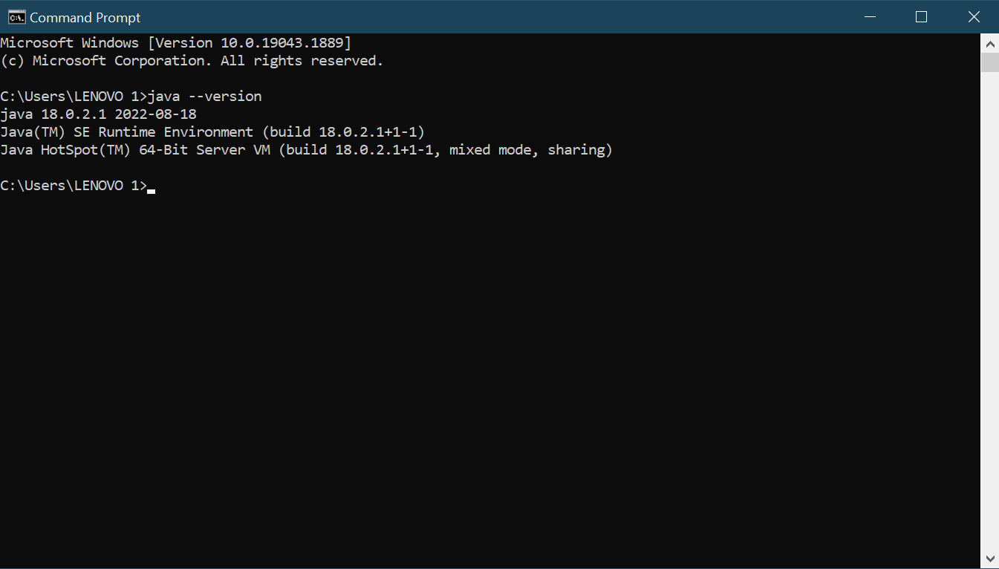 Command Prompt
Microsoft Windows [Version 10.0.19043.1889]
(c) Microsoft Corporation. All rights reserved.
C:\Users\LENOVO 1>java --version
java 18.0.2.1 2022-08-18
Java(TM) SE Runtime Environment (build 18.0.2.1+1-1)
Java HotSpot(TM) 64-Bit Server VM (build 18.0.2.1+1-1, mixed mode, sharing)
C:\Users\LENOVO 1>